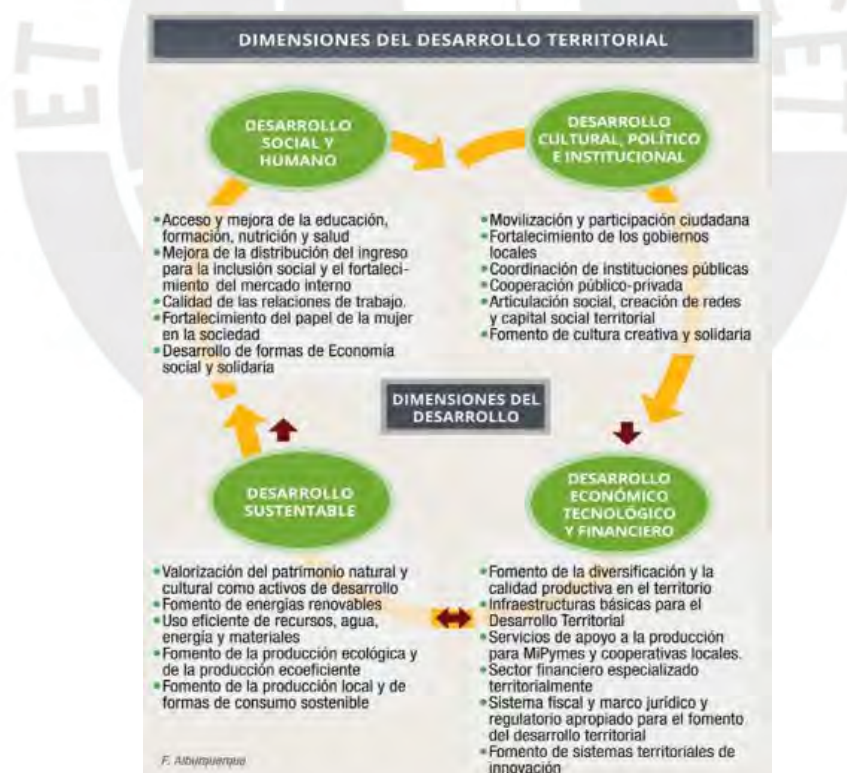 DIMENSIONES DEL DESARROLLO TERRITORIAL
DESARROLLO
SOCIAL Y
HUMANO
• Acceso y mejora de la educación,
formación, nutrición y salud
• Mejora de la distribución del ingreso
para la inclusión social y el fortaleci-
miento del mercado interno
• Calidad de las relaciones de trabajo.
• Fortalecimiento del papel de la mujer
en la sociedad
• Desarrollo de formas de Economía
social y solidaria
DESARROLLO
CULTURAL, POLÍTICO
E INSTITUCIONAL
• Movilización y participación ciudadana
• Fortalecimiento de los gobiernos
locales
• Coordinación de instituciones públicas
• Cooperación público-privada
• Articulación social, creación de redes
y capital social territorial
• Fomento de cultura creativa y solidaria
DIMENSIONES DEL
DESARROLLO
DESARROLLO
SUSTENTABLE
• Valorización del patrimonio natural y
cultural como activos de desarrollo
• Fomento de energías renovables
• Uso eficiente de recursos, agua,
energía y materiales
• Fomento de la producción ecológica y
de la producción ecoeficiente
• Fomento de la producción local y de
formas de consumo sostenible
DESARROLLO
ECONÓMICO
TECNOLÓGICO
Y FINANCIERO
• Fomento de la diversificación y la
calidad productiva en el territorio
• Infraestructuras básicas para el
Desarrollo Territorial
• Servicios de apoyo a la producción
para MiPymes y cooperativas locales.
• Sector financiero especializado
territorialmente
• Sistema fiscal y marco jurídico y
regulatorio apropiado para el fomento
del desarrollo territorial
• Fomento de sistemas territoriales de
innovación
F. Alburquerque
ET